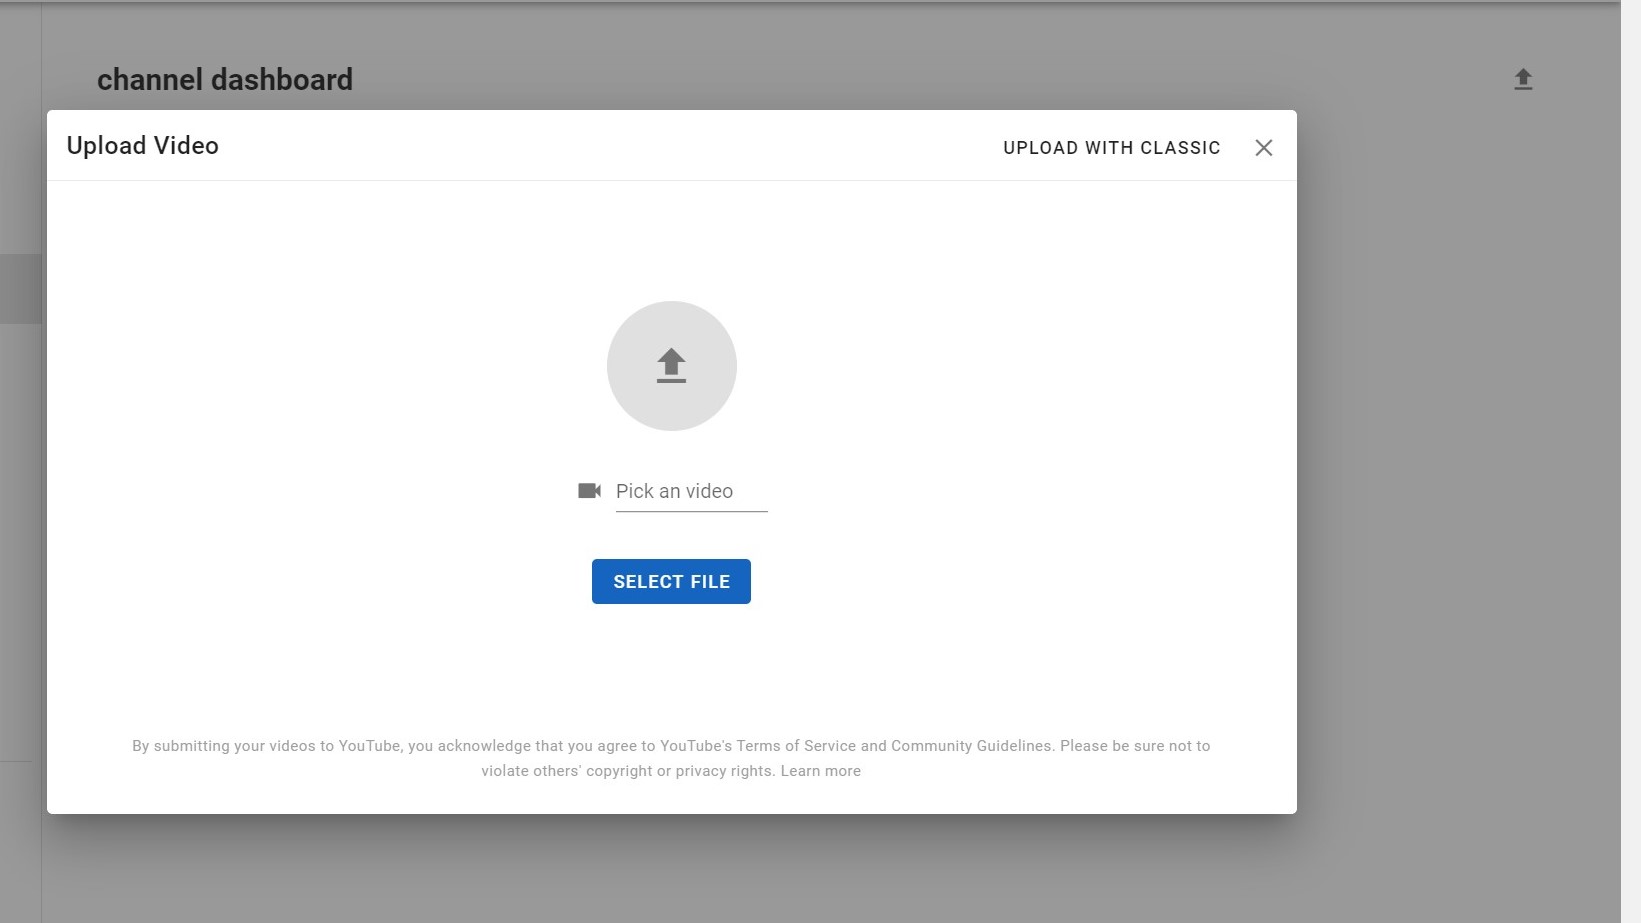 channel dashboard
Upload Video
UPLOAD WITH CLASSIC
Pick an video
SELECT FILE
By submitting your videos to YouTube, you acknowledge that you agree to YouTube's Terms of Service and Community Guidelines. Please be sure not to
violate others' copyright or privacy rights. Learn more